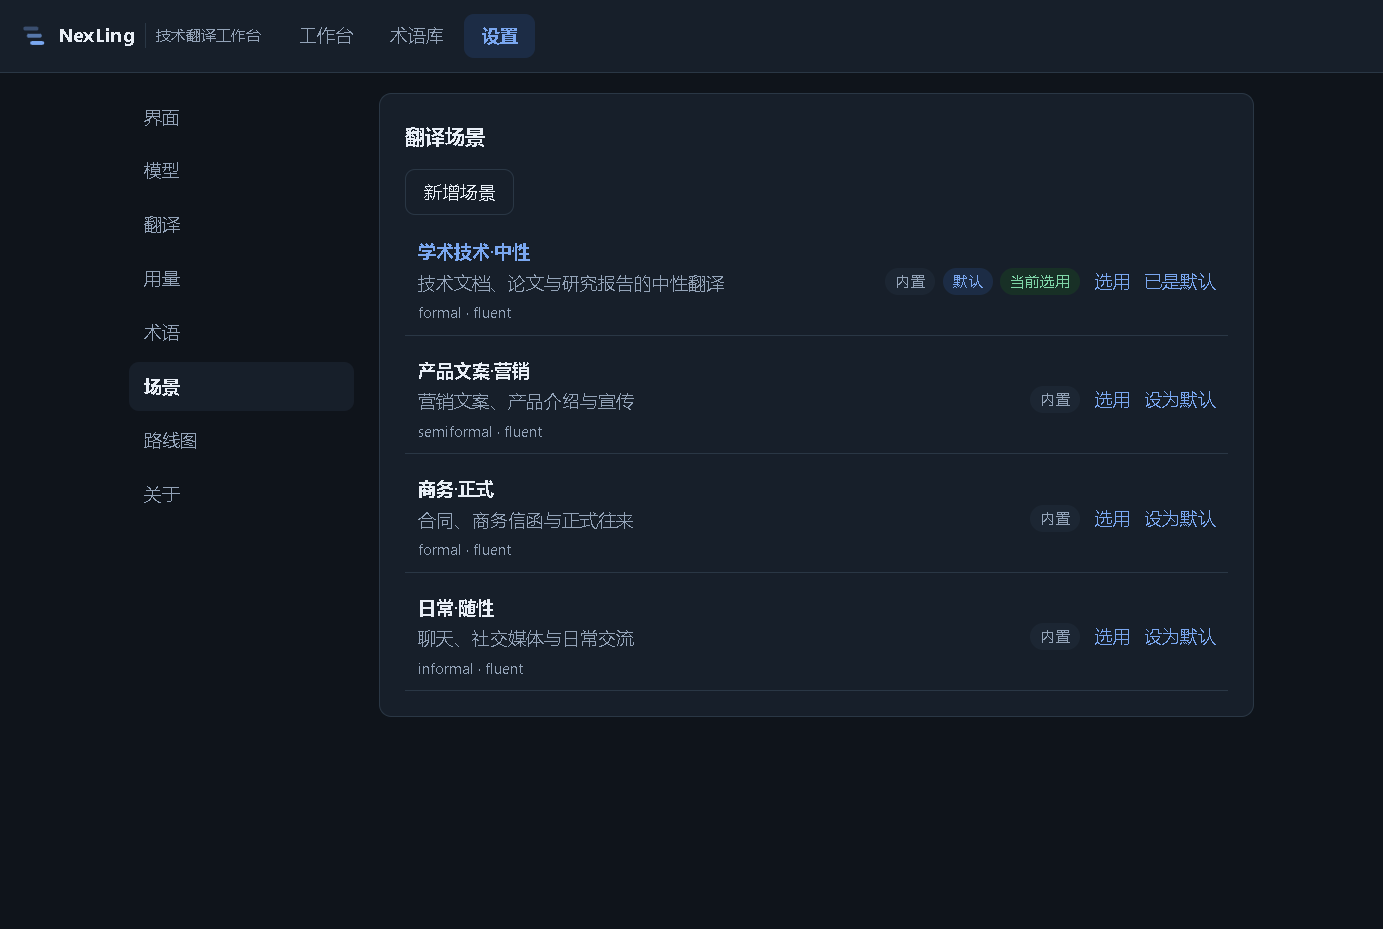 NexLing 技术翻译工作台 工作台 术语库 设置
界面
模型
翻译
用量
术语
场景
路线图
关于
翻译场景
新增场景
学术技术·中性
技术文档、论文与研究报告的中性翻译
formal · fluent
内置 默认 当前选用 选用 已是默认
产品文案·营销
营销文案、产品介绍与宣传
semiformal · fluent
内置 选用 设为默认
商务·正式
合同、商务信函与正式往来
formal · fluent
内置 选用 设为默认
日常·随性
聊天、社交媒体与日常交流
informal · fluent
内置 选用 设为默认